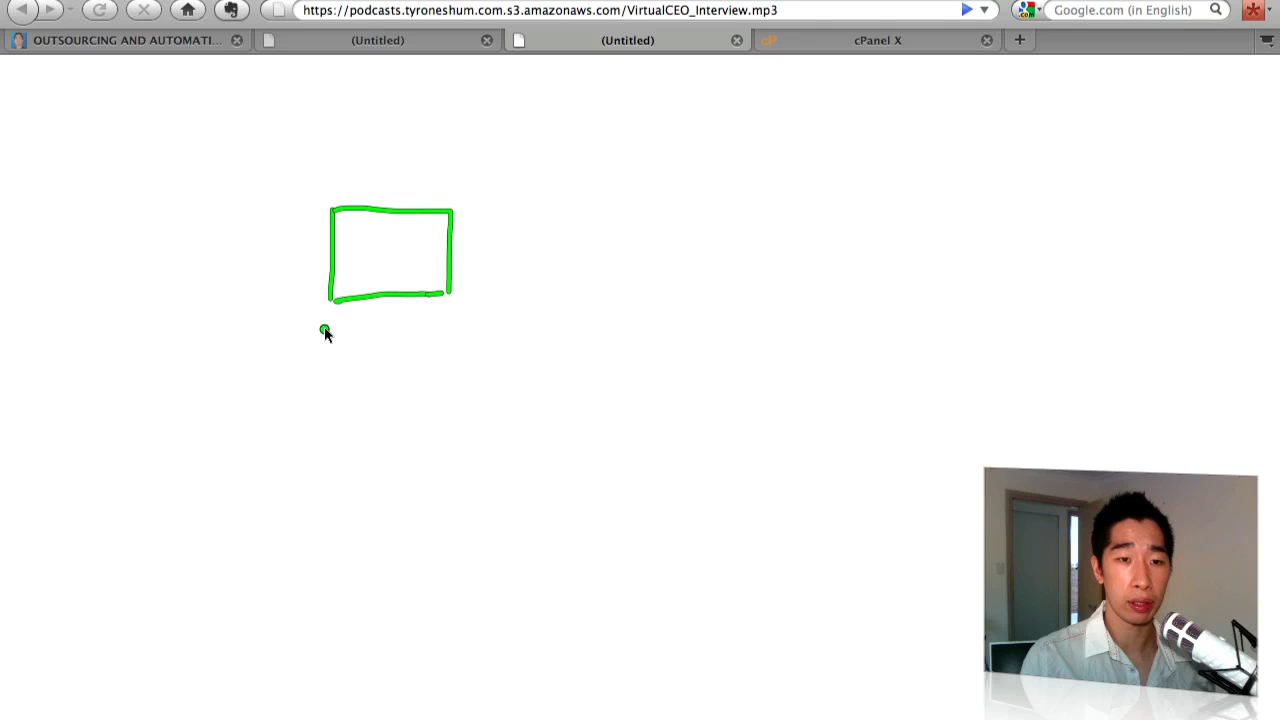 https://podcasts.tyroneshum.com.s3.amazonaws.com/VirtualCEO_Interview.mp3
Google.com (in English)
OUTSOURCING AND AUTOMATI...
(Untitled)
(Untitled)
cP
cPanel X